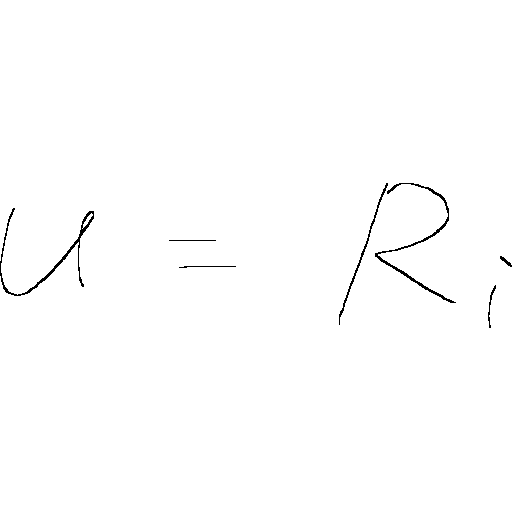 u = Ri